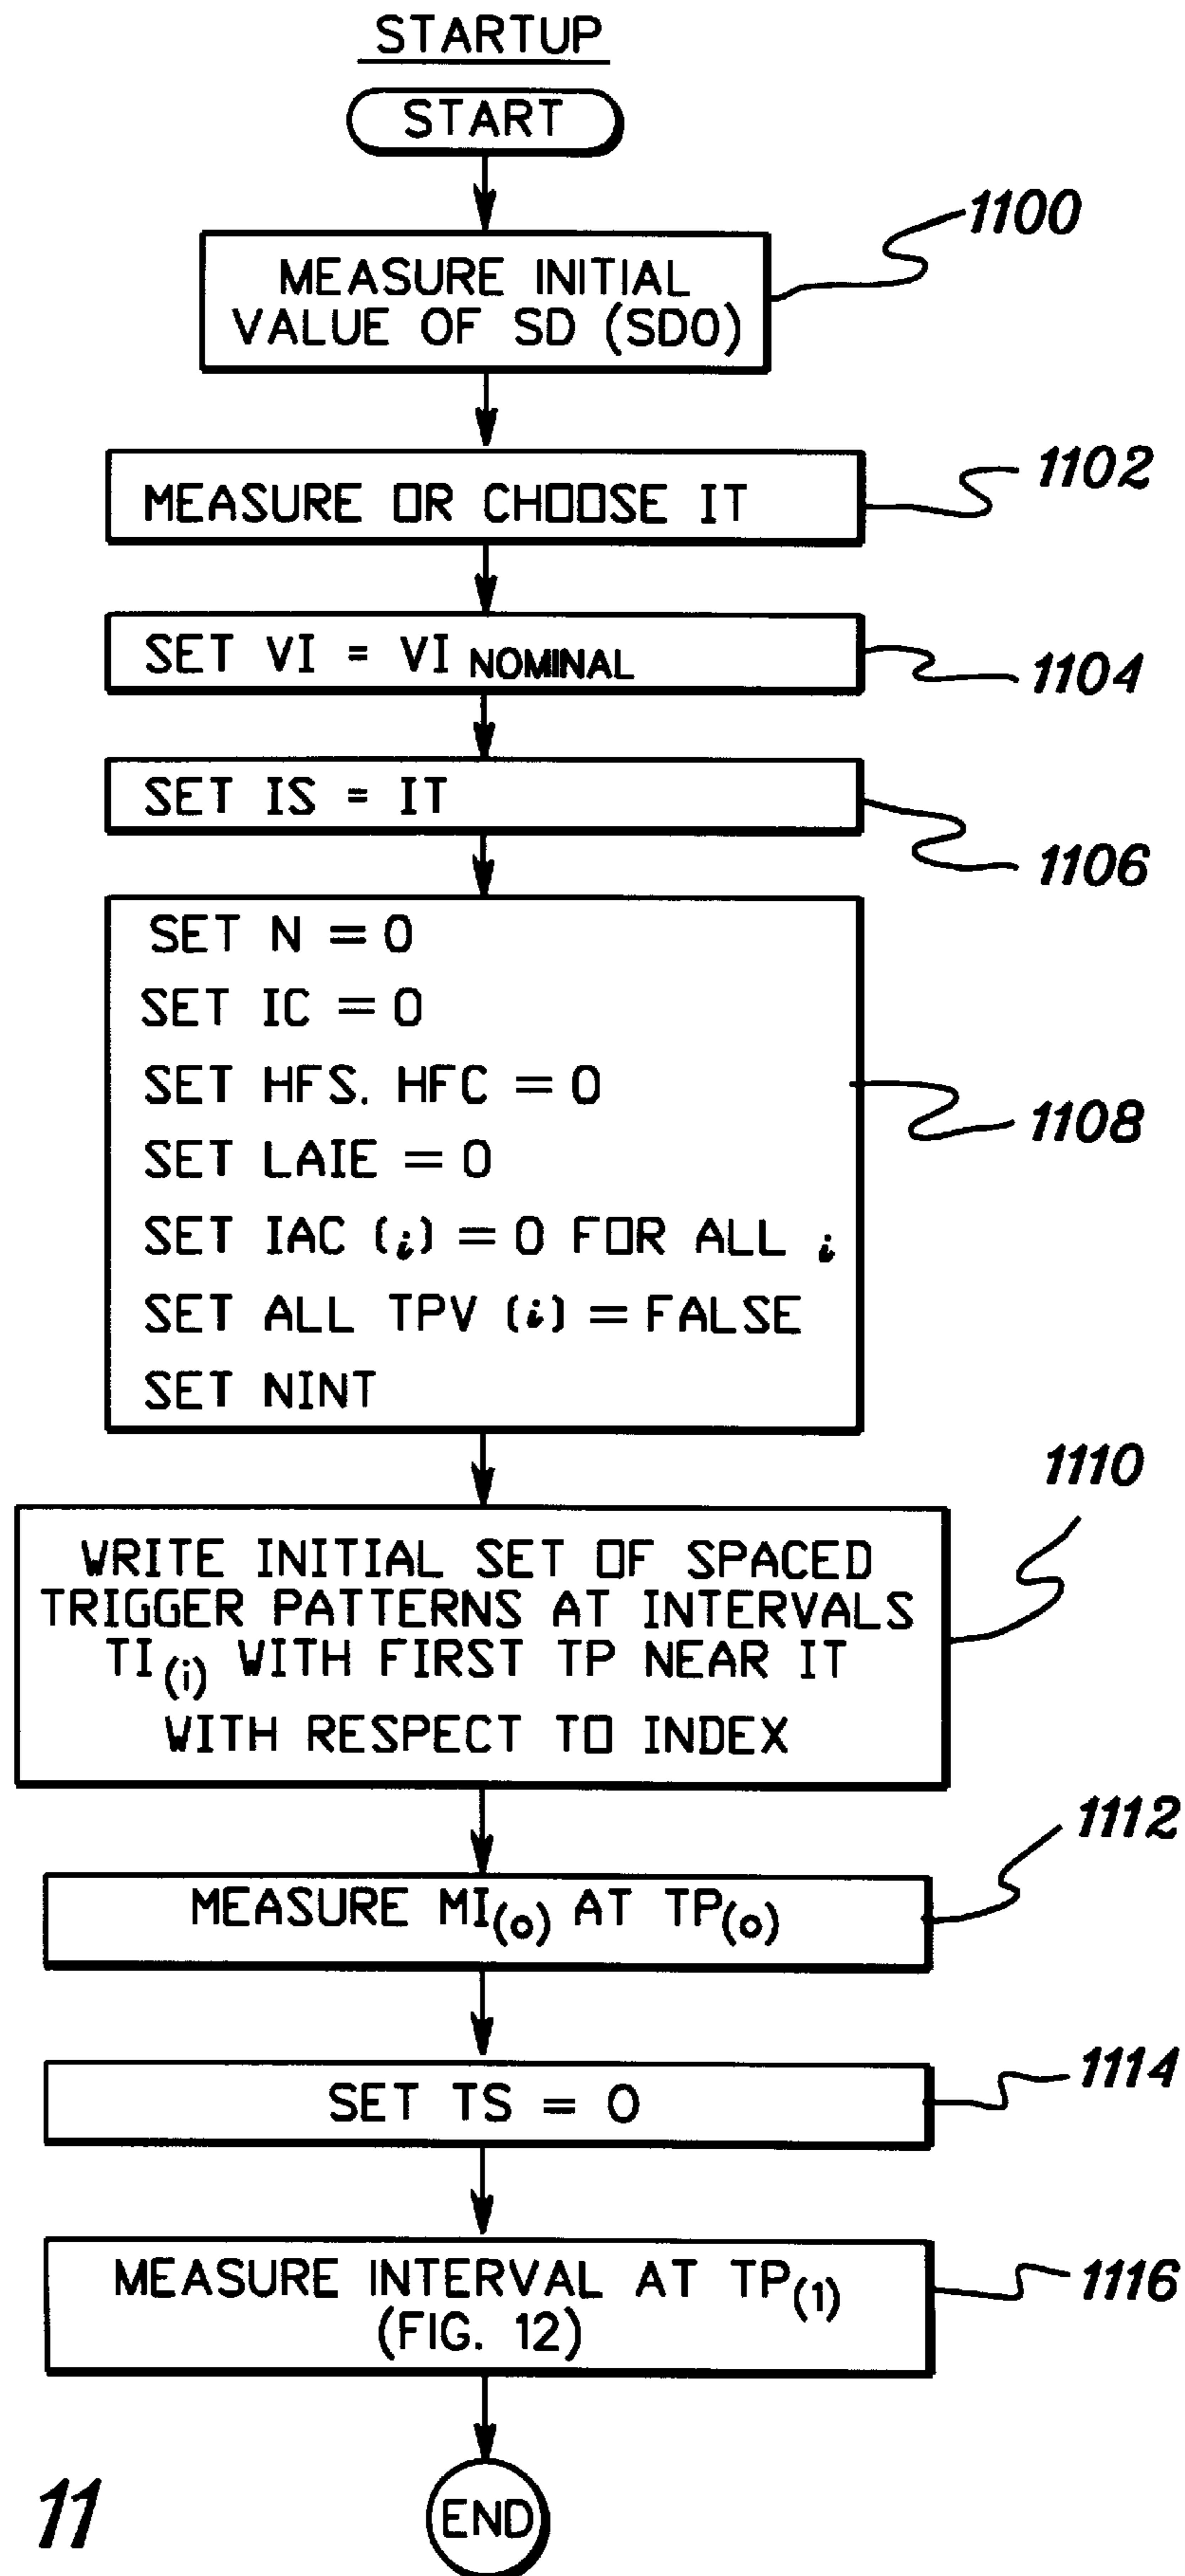 STARTUP
START
1100
MEASURE INITIAL
VALUE OF SD (SD0)
1102
MEASURE OR CHOOSE IT
SET VI = VI NOMINAL
1104
SET IS = IT
1106
SET N = 0
SET IC = 0
SET HFS. HFC = 0
1108
SET LAIE = 0
SET IAC (i) = 0 FOR ALL i
SET ALL TPV (i) = FALSE
SET NINT
1110
WRITE INITIAL SET OF SPACED
TRIGGER PATTERNS AT INTERVALS
TI(i) WITH FIRST TP NEAR IT
WITH RESPECT TO INDEX
1112
MEASURE MI(o) AT TP(o)
1114
SET TS = 0
MEASURE INTERVAL AT TP(1)
1116
(FIG. 12)
11
END